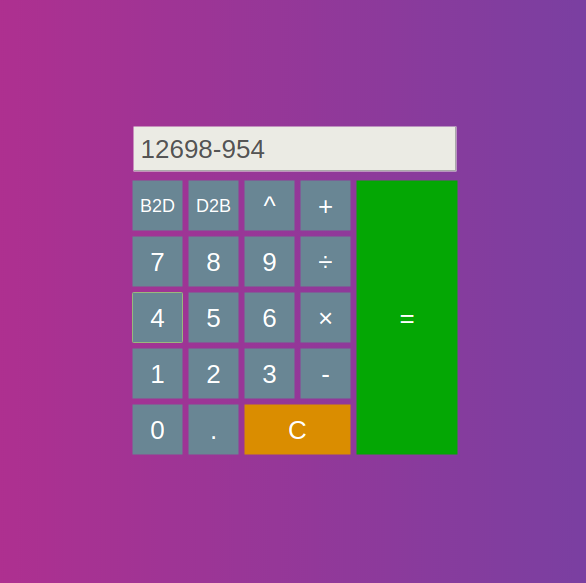 12698-954
B2D D2B ^ +
7 8 9 ÷
4 5 6 × =
1 2 3 -
0 . C